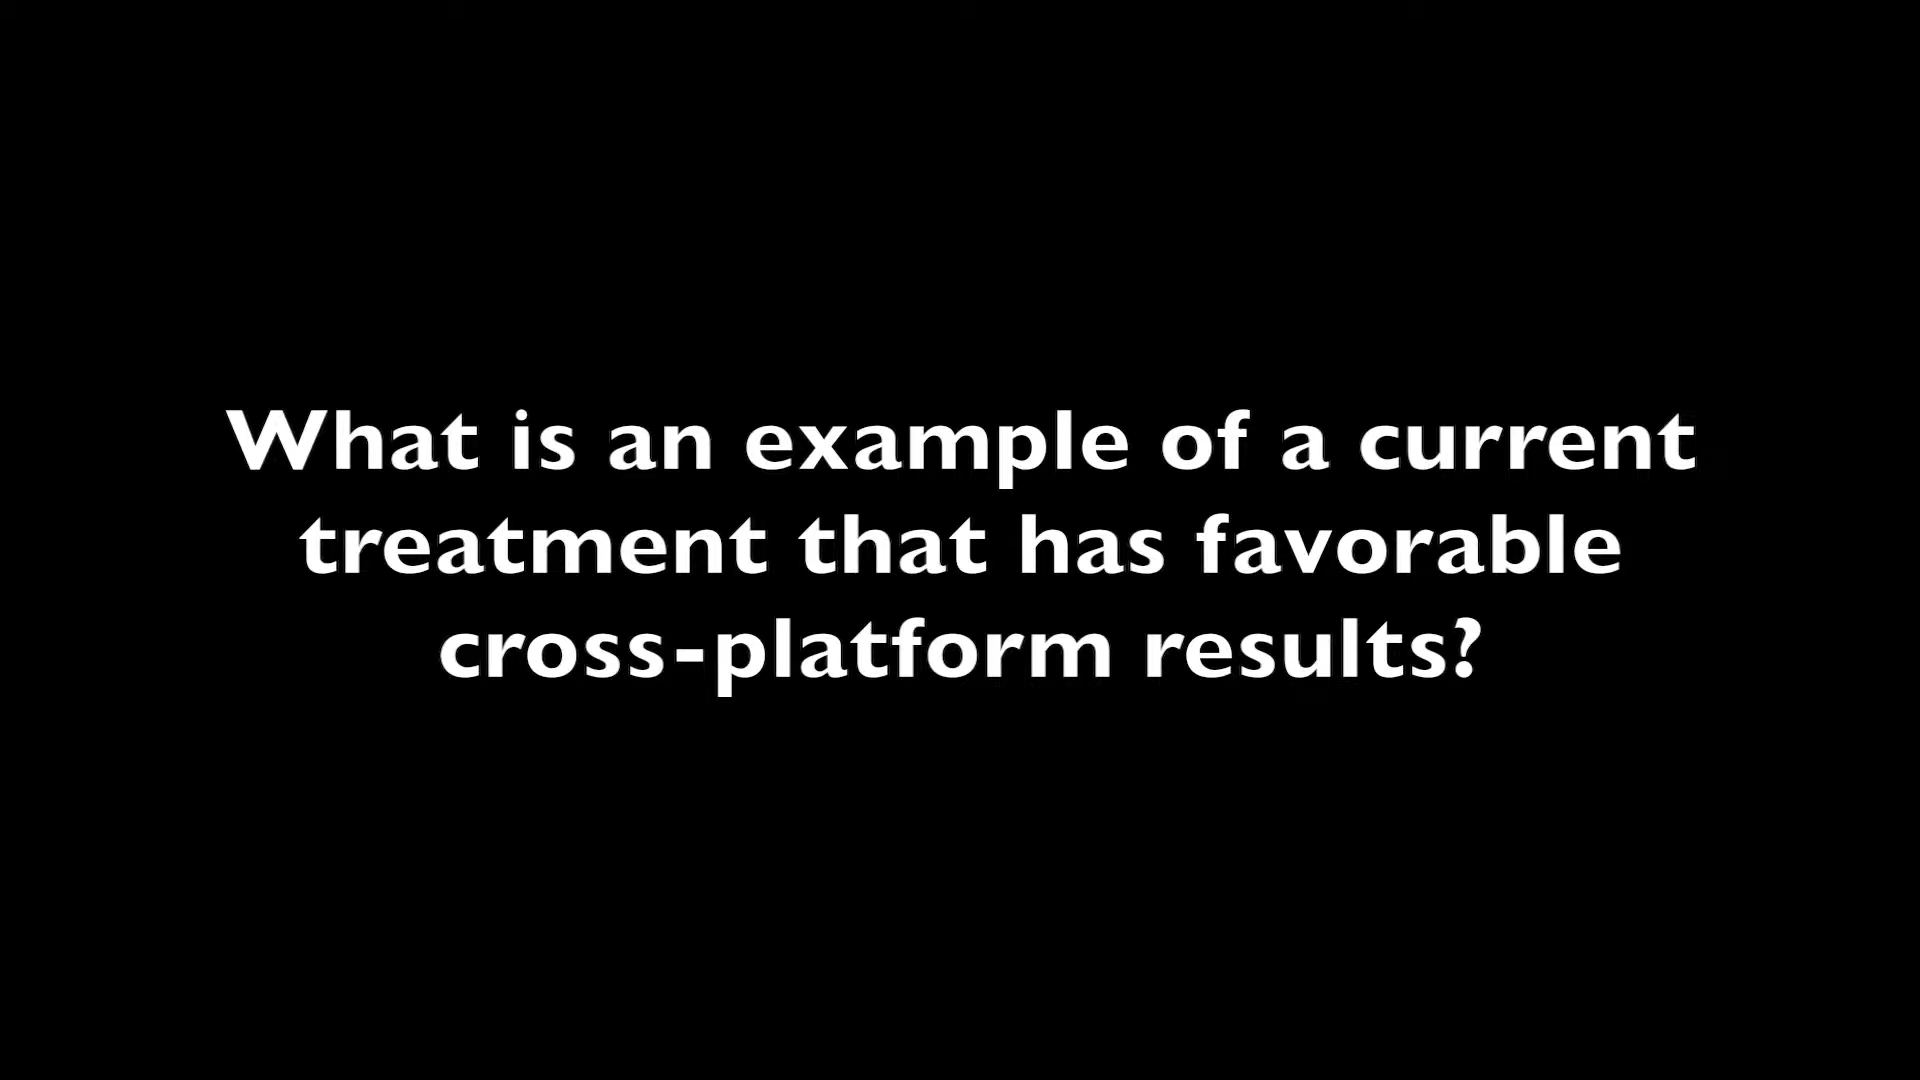 What is an example of a current
treatment that has favorable
cross-platform results?